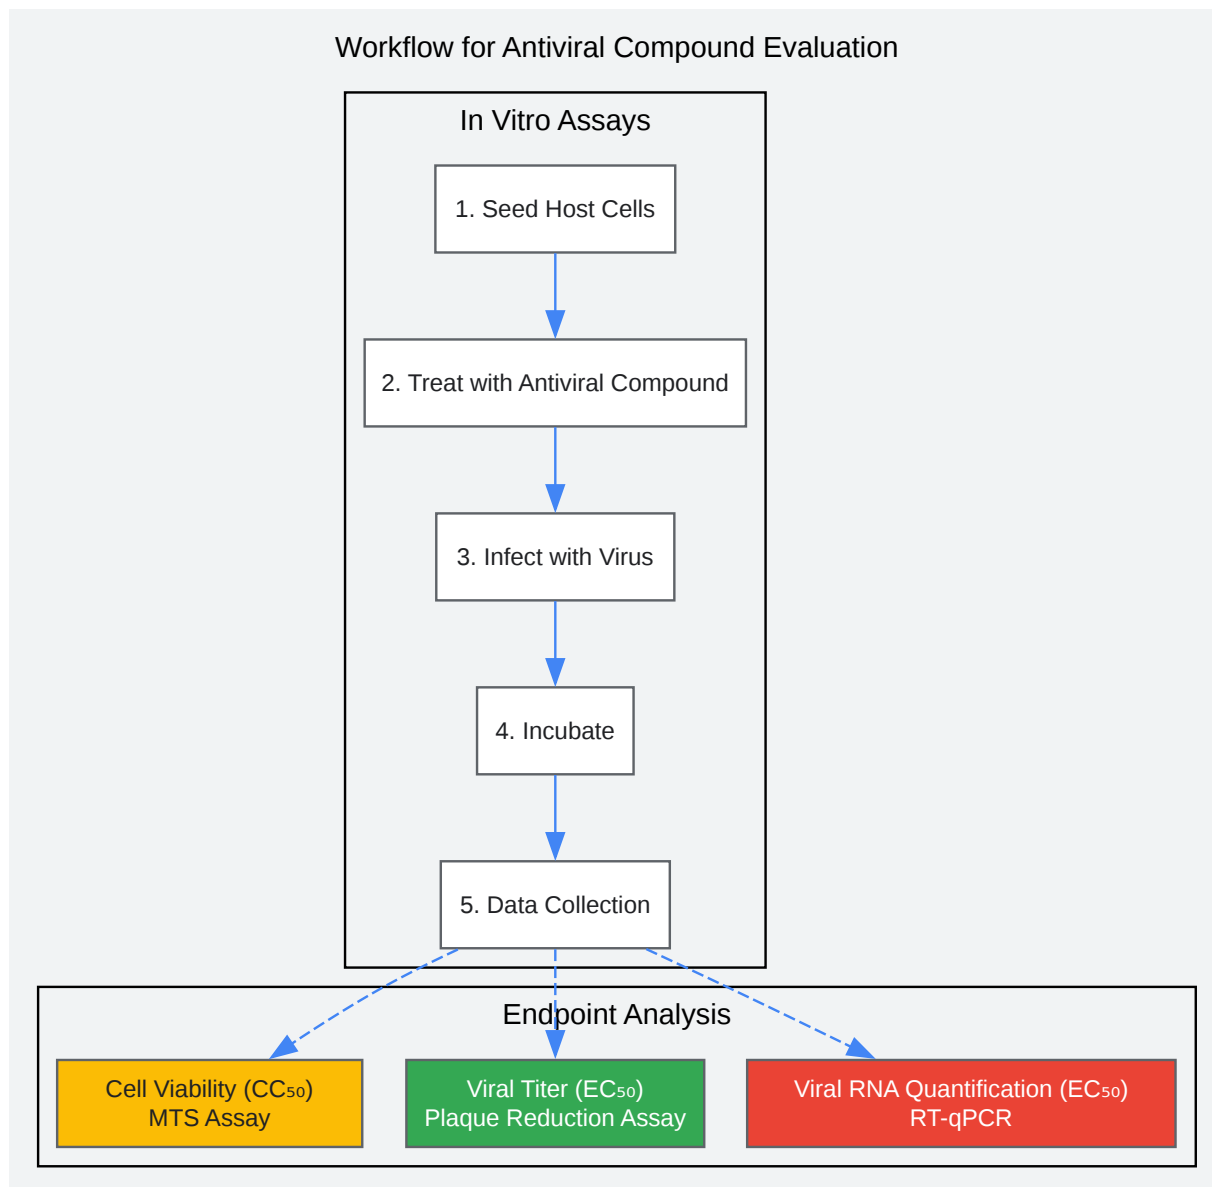 Workflow for Antiviral Compound Evaluation
In Vitro Assays
1. Seed Host Cells
2. Treat with Antiviral Compound
3. Infect with Virus
4. Incubate
5. Data Collection
Endpoint Analysis
Cell Viability (CC₅₀)
MTS Assay
Viral Titer (EC₅₀)
Plaque Reduction Assay
Viral RNA Quantification (EC₅₀)
RT-qPCR